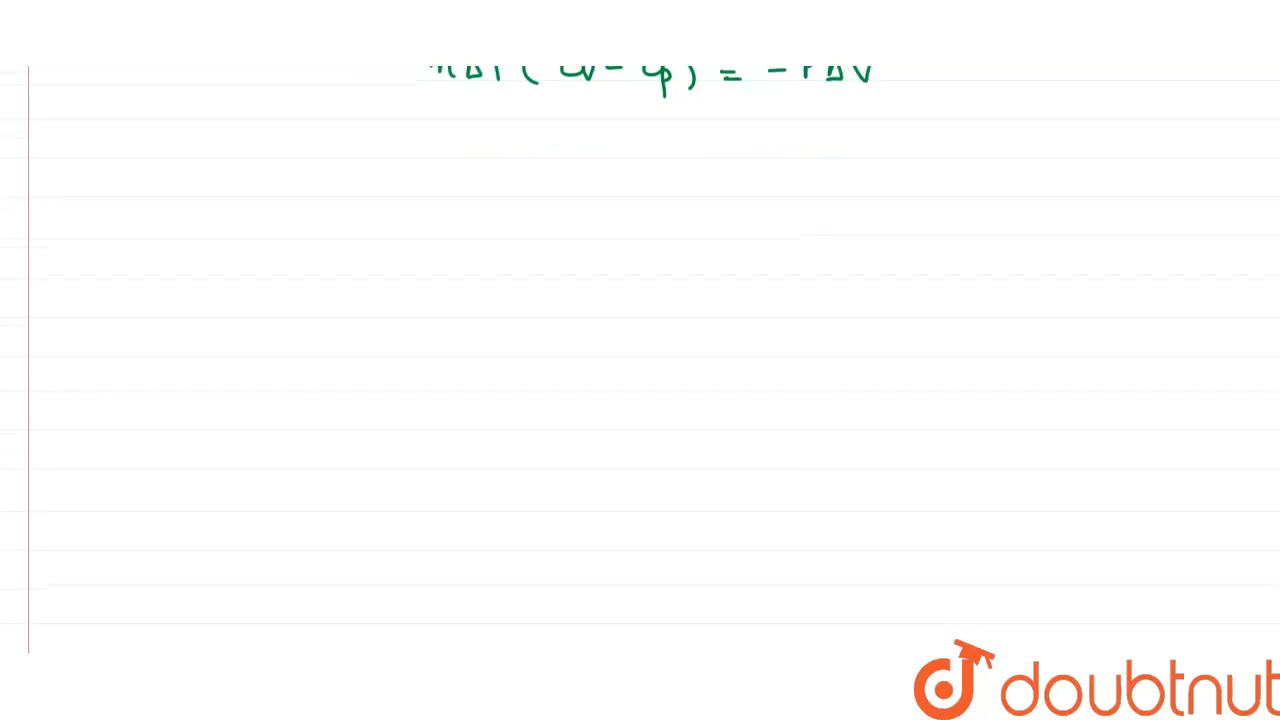 nΔT(Cv - Cp) = -PΔV
doubtnut